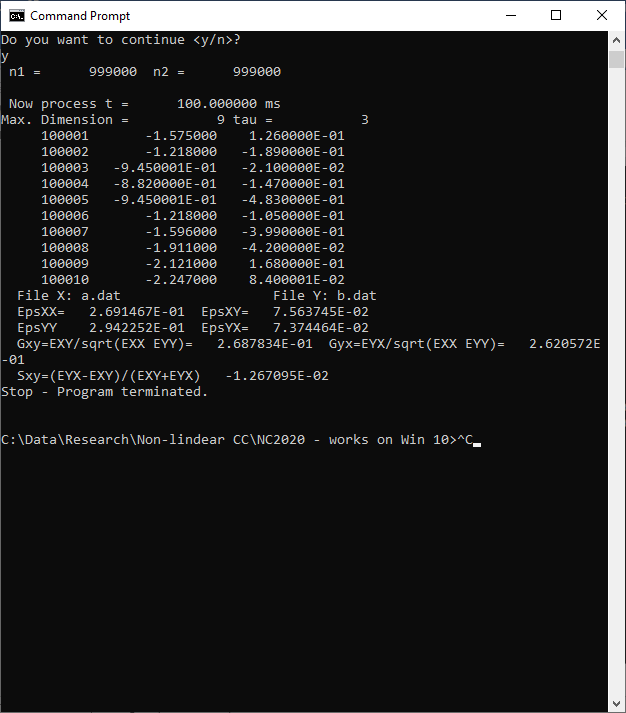 Command Prompt
Do you want to continue <y/n>?
y
n1 = 999000 n2 = 999000
Now process t = 100.000000 ms
Max. Dimension = 9 tau = 3
100001 -1.575000 1.260000E-01
100002 -1.218000 -1.890000E-01
100003 -9.450001E-01 -2.100000E-02
100004 -8.820000E-01 -1.470000E-01
100005 -9.450001E-01 -4.830000E-01
100006 -1.218000 -1.050000E-01
100007 -1.596000 -3.990000E-01
100008 -1.911000 -4.200000E-02
100009 -2.121000 1.680000E-01
100010 -2.247000 8.400001E-02
File X: a.dat File Y: b.dat
EpsXX= 2.691467E-01 EpsXY= 7.563745E-02
EpsYY 2.942252E-01 EpsYX= 7.374464E-02
Gxy=EXY/sqrt(EXX EYY)= 2.687834E-01 Gyx=EYX/sqrt(EXX EYY)= 2.620572E
-01
Sxy=(EYX-EXY)/(EXY+EYX) -1.267095E-02
Stop - Program terminated.
C:\Data\Research\Non-lindear CC\NC2020 - works on Win 10>^C